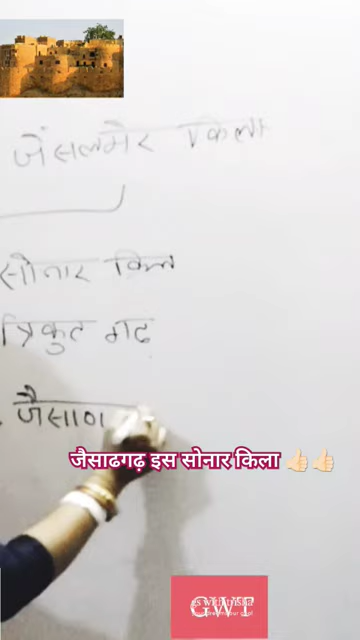 जैसलमेर किला
सोनार किला
त्रिकुट गढ
जैसाण
जैसाढगढ़ इस सोनार किला 👍🏻👍🏻
GWT